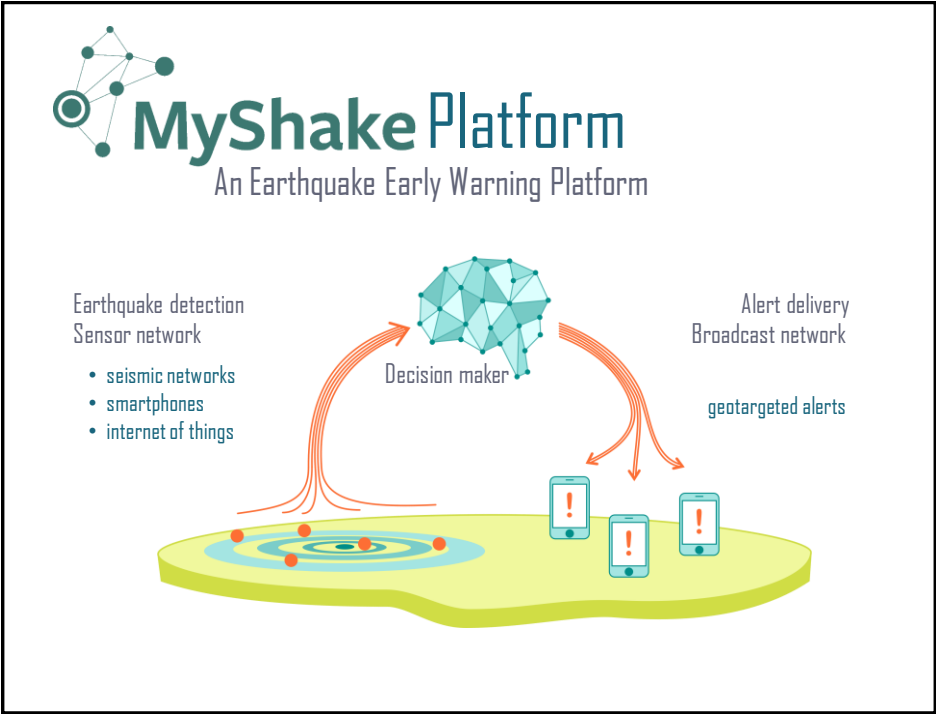 MyShake Platform
An Earthquake Early Warning Platform
Earthquake detection
Sensor network
• seismic networks
• smartphones
• internet of things
Decision maker
Alert delivery
Broadcast network
geotargeted alerts
!
!
!